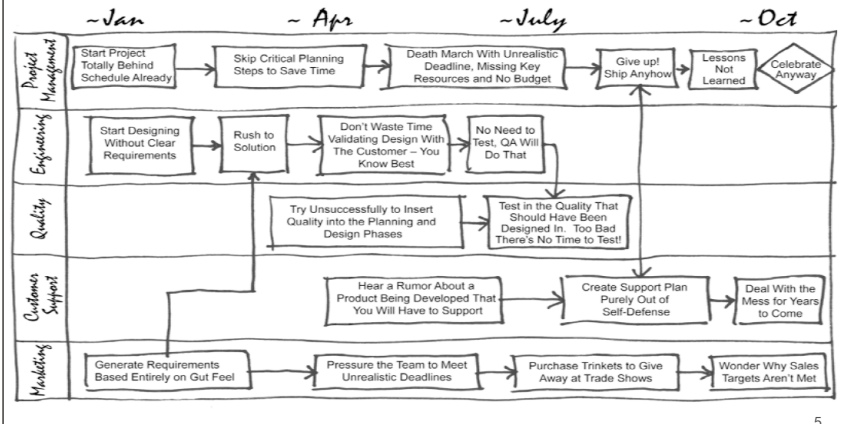 ~Jan
~ Apr
~July
~Oct
Project
Management
Start Project
Totally Behind
Schedule Already
Skip Critical Planning
Steps to Save Time
Death March With Unrealistic
Deadline, Missing Key
Resources and No Budget
Give up!
Ship Anyhow
Lessons
Not
Learned
Celebrate
Anyway
Engineering
Start Designing
Without Clear
Requirements
Rush to
Solution
Don't Waste Time
Validating Design With
The Customer – You
Know Best
No Need to
Test, QA Will
Do That
Quality
Try Unsuccessfully to Insert
Quality into the Planning and
Design Phases
Test in the Quality That
Should Have Been
Designed In. Too Bad
There's No Time to Test!
Customer
Support
Hear a Rumor About a
Product Being Developed That
You Will Have to Support
Create Support Plan
Purely Out of
Self-Defense
Deal With the
Mess for Years
to Come
Marketing
Generate Requirements
Based Entirely on Gut Feel
Pressure the Team to Meet
Unrealistic Deadlines
Purchase Trinkets to Give
Away at Trade Shows
Wonder Why Sales
Targets Aren't Met
5